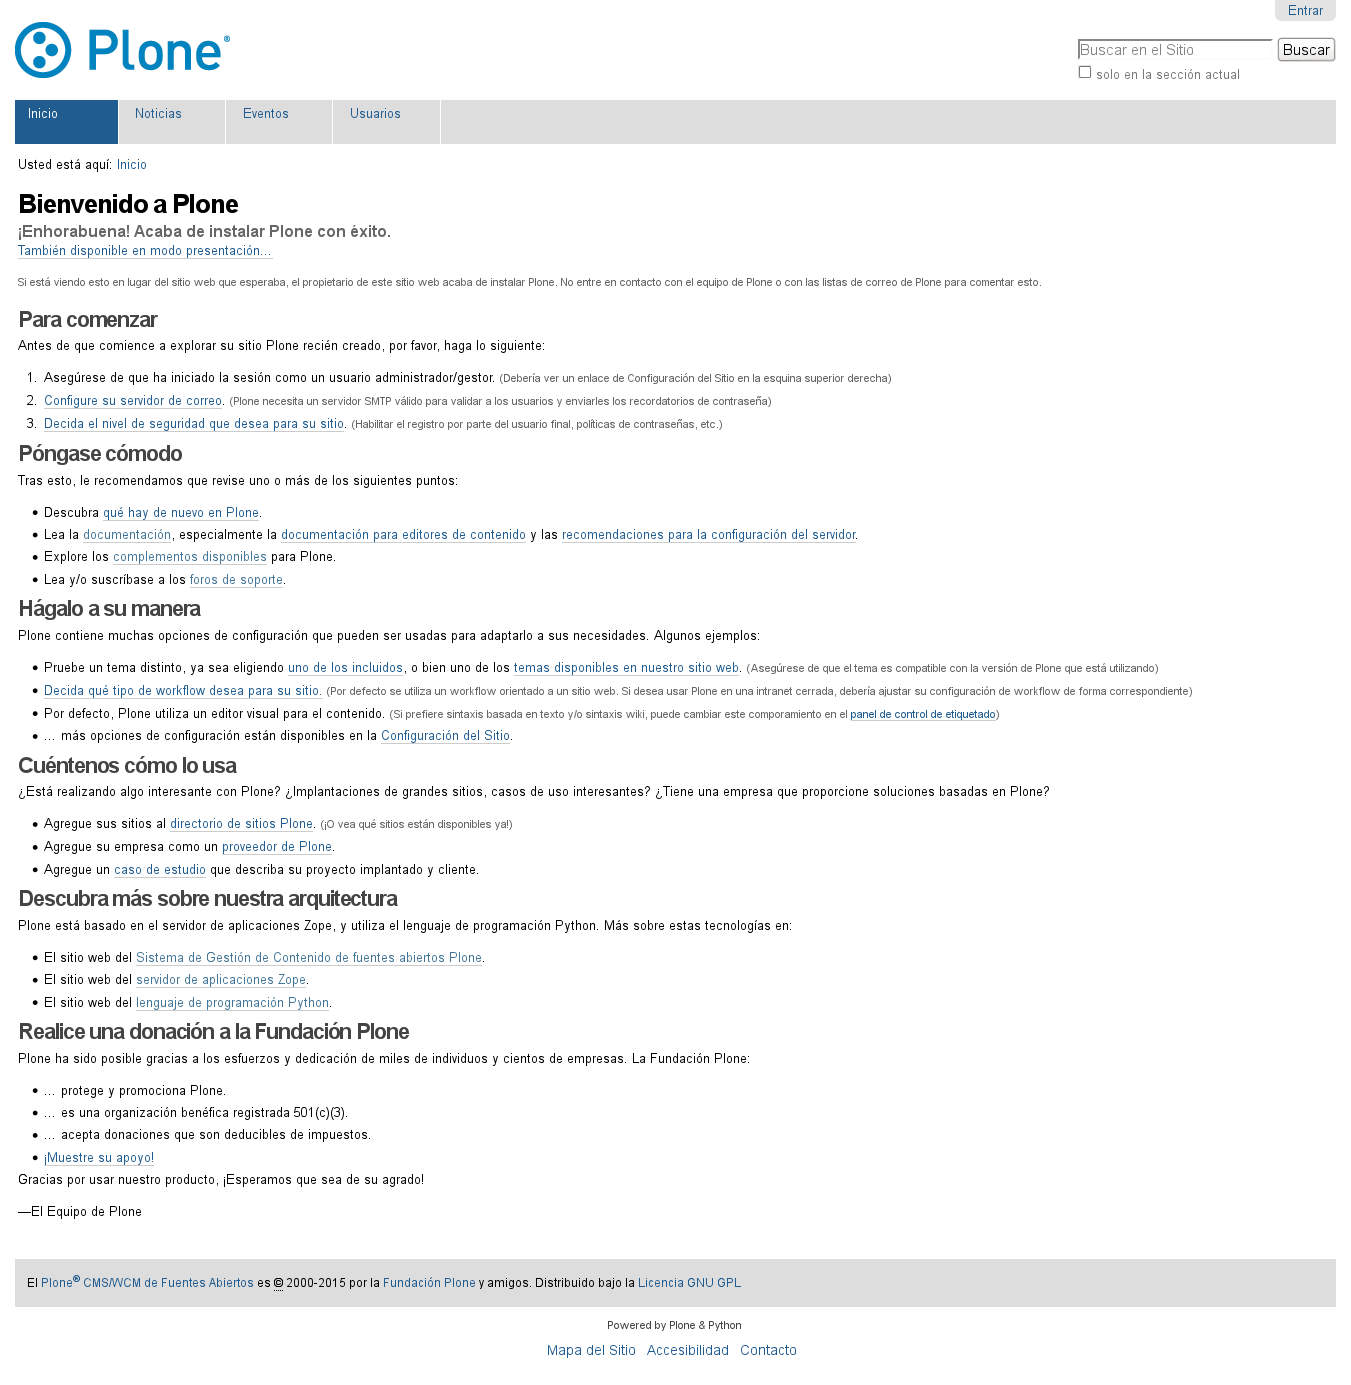 Entrar
Plone®
Buscar en el Sitio Buscar
solo en la sección actual
Inicio Noticias Eventos Usuarios
Usted está aquí: Inicio
Bienvenido a Plone
¡Enhorabuena! Acaba de instalar Plone con éxito.
También disponible en modo presentación...
Si está viendo esto en lugar del sitio web que esperaba, el propietario de este sitio web acaba de instalar Plone. No entre en contacto con el equipo de Plone o con las listas de correo de Plone para comentar esto.
Para comenzar
Antes de que comience a explorar su sitio Plone recién creado, por favor, haga lo siguiente:
1. Asegúrese de que ha iniciado la sesión como un usuario administrador/gestor. (Debería ver un enlace de Configuración del Sitio en la esquina superior derecha)
2. Configure su servidor de correo. (Plone necesita un servidor SMTP válido para validar a los usuarios y enviarles los recordatorios de contraseña)
3. Decida el nivel de seguridad que desea para su sitio. (Habilitar el registro por parte del usuario final, políticas de contraseñas, etc.)
Póngase cómodo
Tras esto, le recomendamos que revise uno o más de los siguientes puntos:
• Descubra qué hay de nuevo en Plone.
• Lea la documentación, especialmente la documentación para editores de contenido y las recomendaciones para la configuración del servidor.
• Explore los complementos disponibles para Plone.
• Lea y/o suscríbase a los foros de soporte.
Hágalo a su manera
Plone contiene muchas opciones de configuración que pueden ser usadas para adaptarlo a sus necesidades. Algunos ejemplos:
• Pruebe un tema distinto, ya sea eligiendo uno de los incluidos, o bien uno de los temas disponibles en nuestro sitio web. (Asegúrese de que el tema es compatible con la versión de Plone que está utilizando)
• Decida qué tipo de workflow desea para su sitio. (Por defecto se utiliza un workflow orientado a un sitio web. Si desea usar Plone en una intranet cerrada, debería ajustar su configuración de workflow de forma correspondiente)
• Por defecto, Plone utiliza un editor visual para el contenido. (Si prefiere sintaxis basada en texto y/o sintaxis wiki, puede cambiar este comporamiento en el panel de control de etiquetado)
• ... más opciones de configuración están disponibles en la Configuración del Sitio.
Cuéntenos cómo lo usa
¿Está realizando algo interesante con Plone? ¿Implantaciones de grandes sitios, casos de uso interesantes? ¿Tiene una empresa que proporcione soluciones basadas en Plone?
• Agregue sus sitios al directorio de sitios Plone. (¡O vea qué sitios están disponibles ya!)
• Agregue su empresa como un proveedor de Plone.
• Agregue un caso de estudio que describa su proyecto implantado y cliente.
Descubra más sobre nuestra arquitectura
Plone está basado en el servidor de aplicaciones Zope, y utiliza el lenguaje de programación Python. Más sobre estas tecnologías en:
• El sitio web del Sistema de Gestión de Contenido de fuentes abiertos Plone.
• El sitio web del servidor de aplicaciones Zope.
• El sitio web del lenguaje de programación Python.
Realice una donación a la Fundación Plone
Plone ha sido posible gracias a los esfuerzos y dedicación de miles de individuos y cientos de empresas. La Fundación Plone:
• ... protege y promociona Plone.
• ... es una organización benéfica registrada 501(c)(3).
• ... acepta donaciones que son deducibles de impuestos.
• ¡Muestre su apoyo!
Gracias por usar nuestro producto, ¡Esperamos que sea de su agrado!
—El Equipo de Plone
El Plone® CMS/WCM de Fuentes Abiertos es © 2000-2015 por la Fundación Plone y amigos. Distribuido bajo la Licencia GNU GPL
Powered by Plone & Python
Mapa del Sitio Accesibilidad Contacto